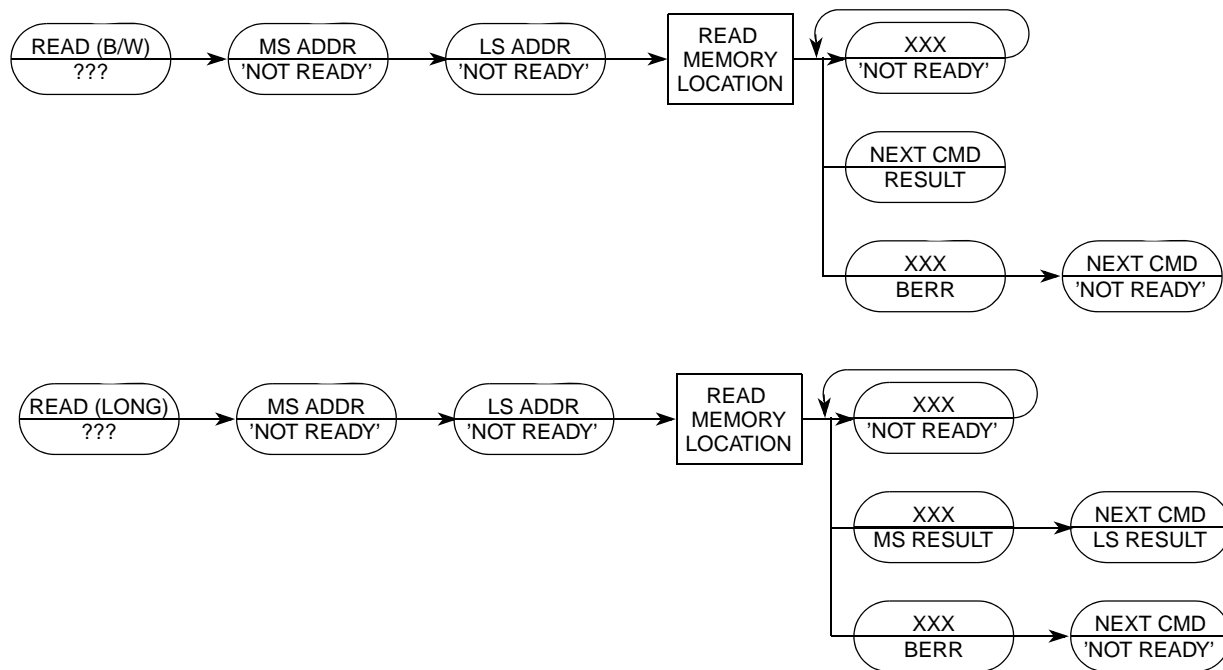 READ (B/W)
???
MS ADDR
'NOT READY'
LS ADDR
'NOT READY'
READ
MEMORY
LOCATION
XXX
'NOT READY'
NEXT CMD
RESULT
XXX
BERR
NEXT CMD
'NOT READY'
READ (LONG)
???
MS ADDR
'NOT READY'
LS ADDR
'NOT READY'
READ
MEMORY
LOCATION
XXX
'NOT READY'
XXX
MS RESULT
NEXT CMD
LS RESULT
XXX
BERR
NEXT CMD
'NOT READY'